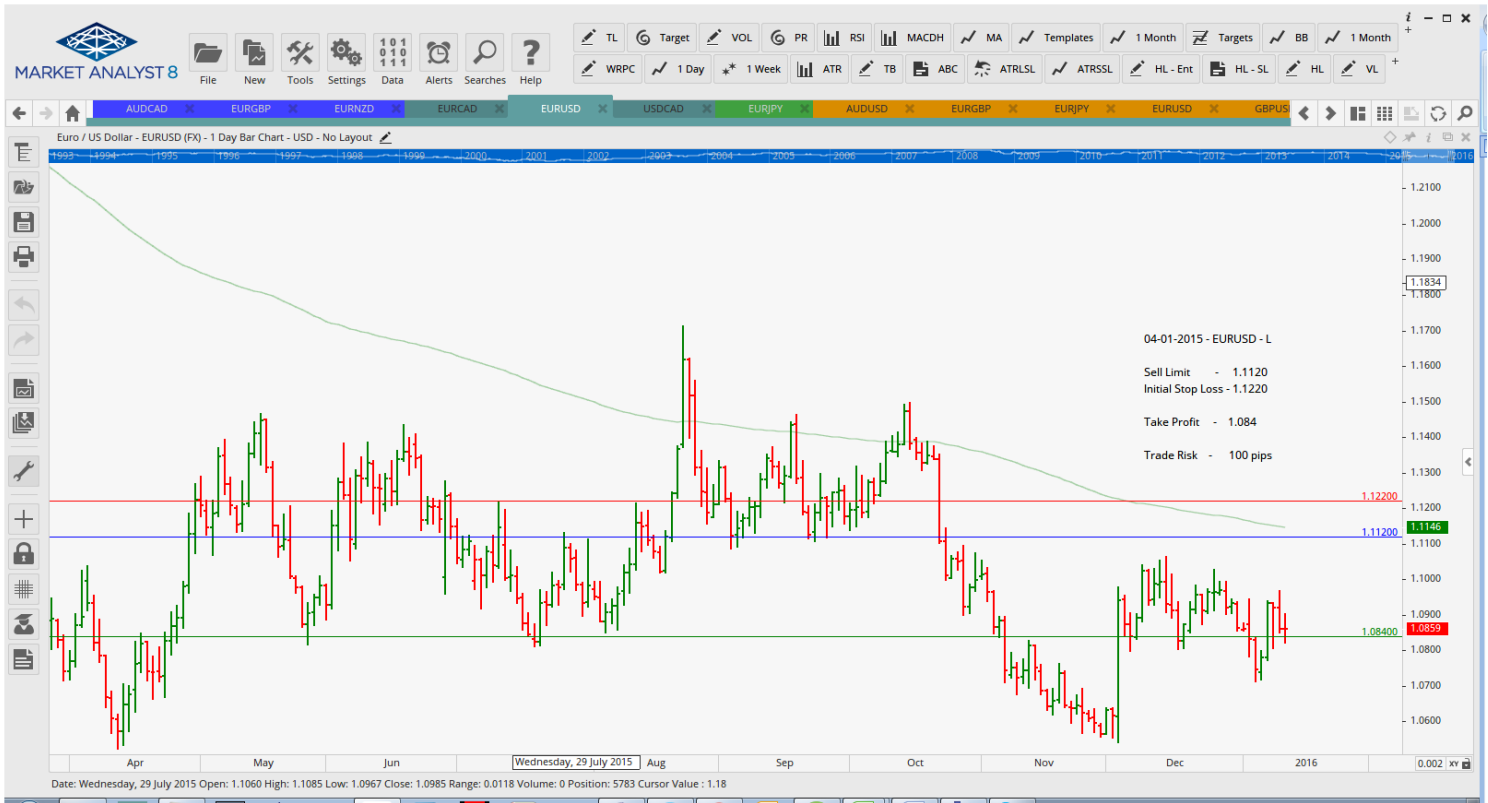 MARKET ANALYST 8
File New Tools Settings Data Alerts Searches Help
TL Target VOL PR RSI MACDH MA Templates 1 Month Targets BB 1 Month
WRPC 1 Day 1 Week ATR TB ABC ATRLSL ATRSSL HL - Ent HL - SL HL VL
AUDCAD EURGBP EURNZD EURCAD EURUSD USDCAD EURJPY AUDUSD EURGBP EURJPY EURUSD GBPUS
Euro / US Dollar - EURUSD (FX) - 1 Day Bar Chart - USD - No Layout
1993 1994 1995 1996 1997 1998 1999 2000 2001 2002 2003 2004 2005 2006 2007 2008 2009 2010 2011 2012 2013 2014 2016
1.2100
1.2000
1.1900
1.1834
1.1800
1.1700
04-01-2015 - EURUSD - L
1.1600
Sell Limit - 1.1120
Initial Stop Loss - 1.1220
1.1500
Take Profit - 1.084
1.1400
Trade Risk - 100 pips
1.1300
1.12200
1.1200
1.1146
1.11200
1.1100
1.1000
1.0900
1.0859
1.08400
1.0800
1.0700
1.0600
Apr May Jun Wednesday, 29 July 2015 Aug Sep Oct Nov Dec 2016 0.002 XY
Date: Wednesday, 29 July 2015 Open: 1.1060 High: 1.1085 Low: 1.0967 Close: 1.0985 Range: 0.0118 Volume: 0 Position: 5783 Cursor Value : 1.18